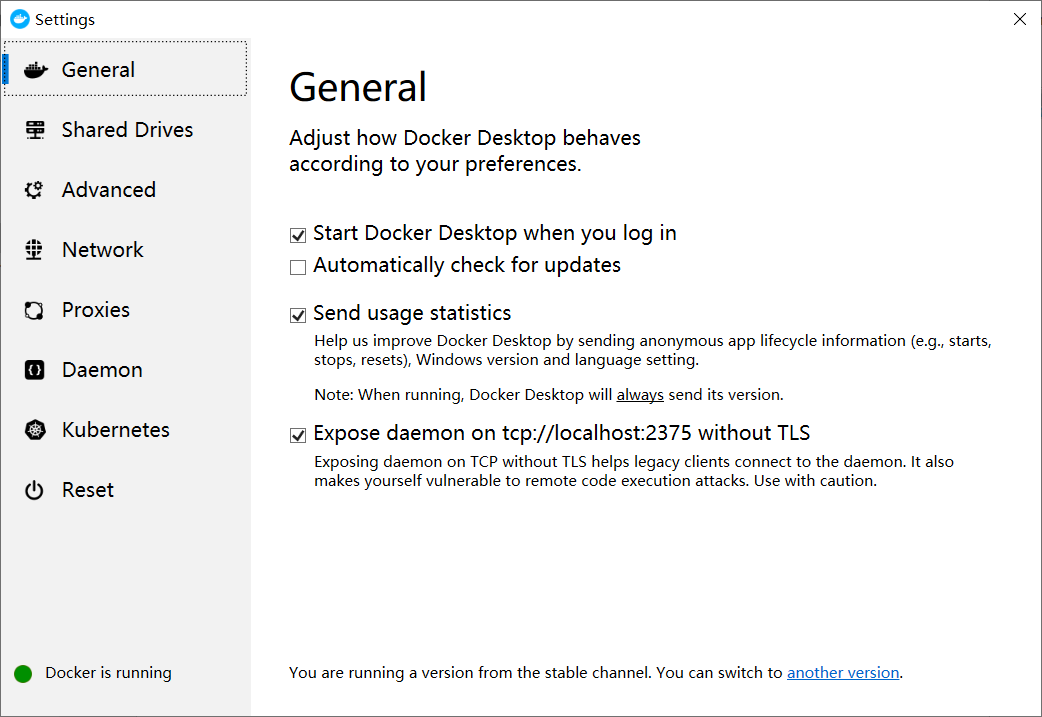 Settings
General
Shared Drives
Advanced
Network
Proxies
Daemon
Kubernetes
Reset
Docker is running
General
Adjust how Docker Desktop behaves
according to your preferences.
Start Docker Desktop when you log in
Automatically check for updates
Send usage statistics
Help us improve Docker Desktop by sending anonymous app lifecycle information (e.g., starts,
stops, resets), Windows version and language setting.
Note: When running, Docker Desktop will always send its version.
Expose daemon on tcp://localhost:2375 without TLS
Exposing daemon on TCP without TLS helps legacy clients connect to the daemon. It also
makes yourself vulnerable to remote code execution attacks. Use with caution.
You are running a version from the stable channel. You can switch to another version.